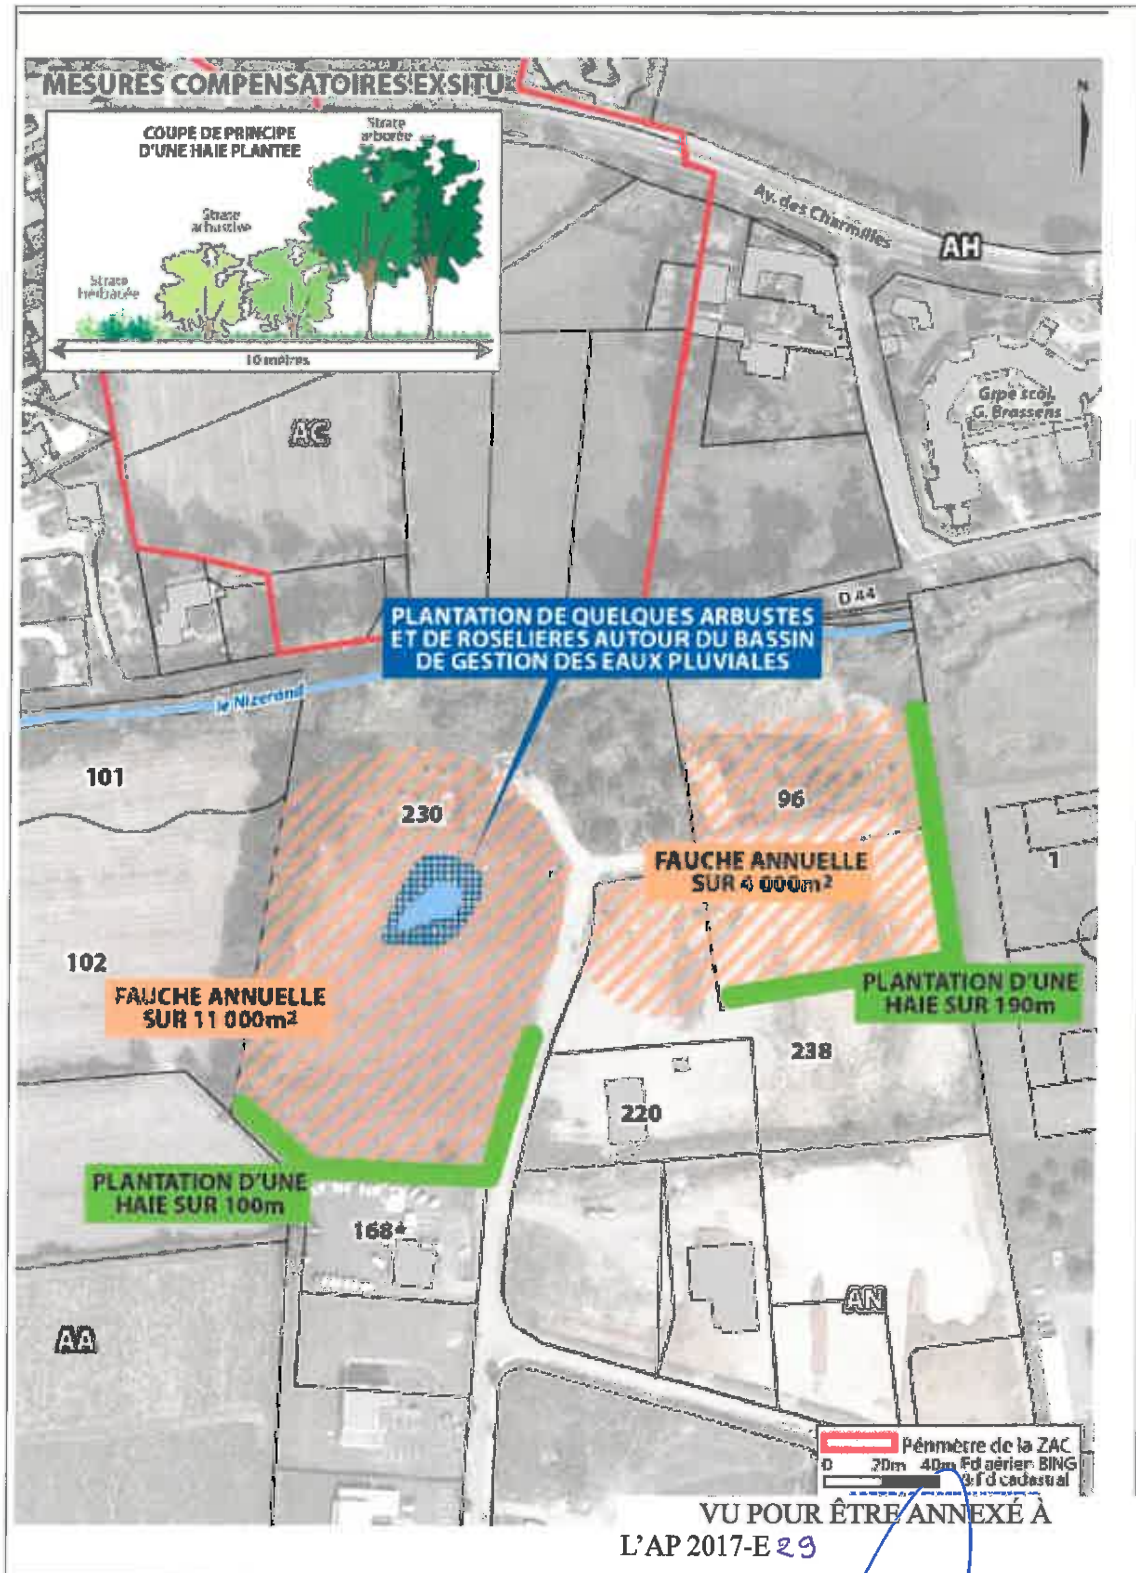 MESURES COMPENSATOIRES EXSITU
N
COUPE DE PRINCIPE
D'UNE HAIE PLANTEE
Strate
arborée
Strate
arbustive
Strate
herbacée
10 mètres
Av. des Charmilles
AH
Grpe scol.
G. Brassens
AC
D 44
PLANTATION DE QUELQUES ARBUSTES
ET DE ROSELIERES AUTOUR DU BASSIN
DE GESTION DES EAUX PLUVIALES
le Nizerand
101
230
96
1
FAUCHE ANNUELLE
SUR 4 000m²
102
FAUCHE ANNUELLE
SUR 11 000m²
PLANTATION D'UNE
HAIE SUR 190m
238
220
PLANTATION D'UNE
HAIE SUR 100m
168*
AN
AA
Périmètre de la ZAC
0 20m 40m Fd aérien BING
& Fd cadastral
VU POUR ÊTRE ANNEXÉ À
L'AP 2017-E 29